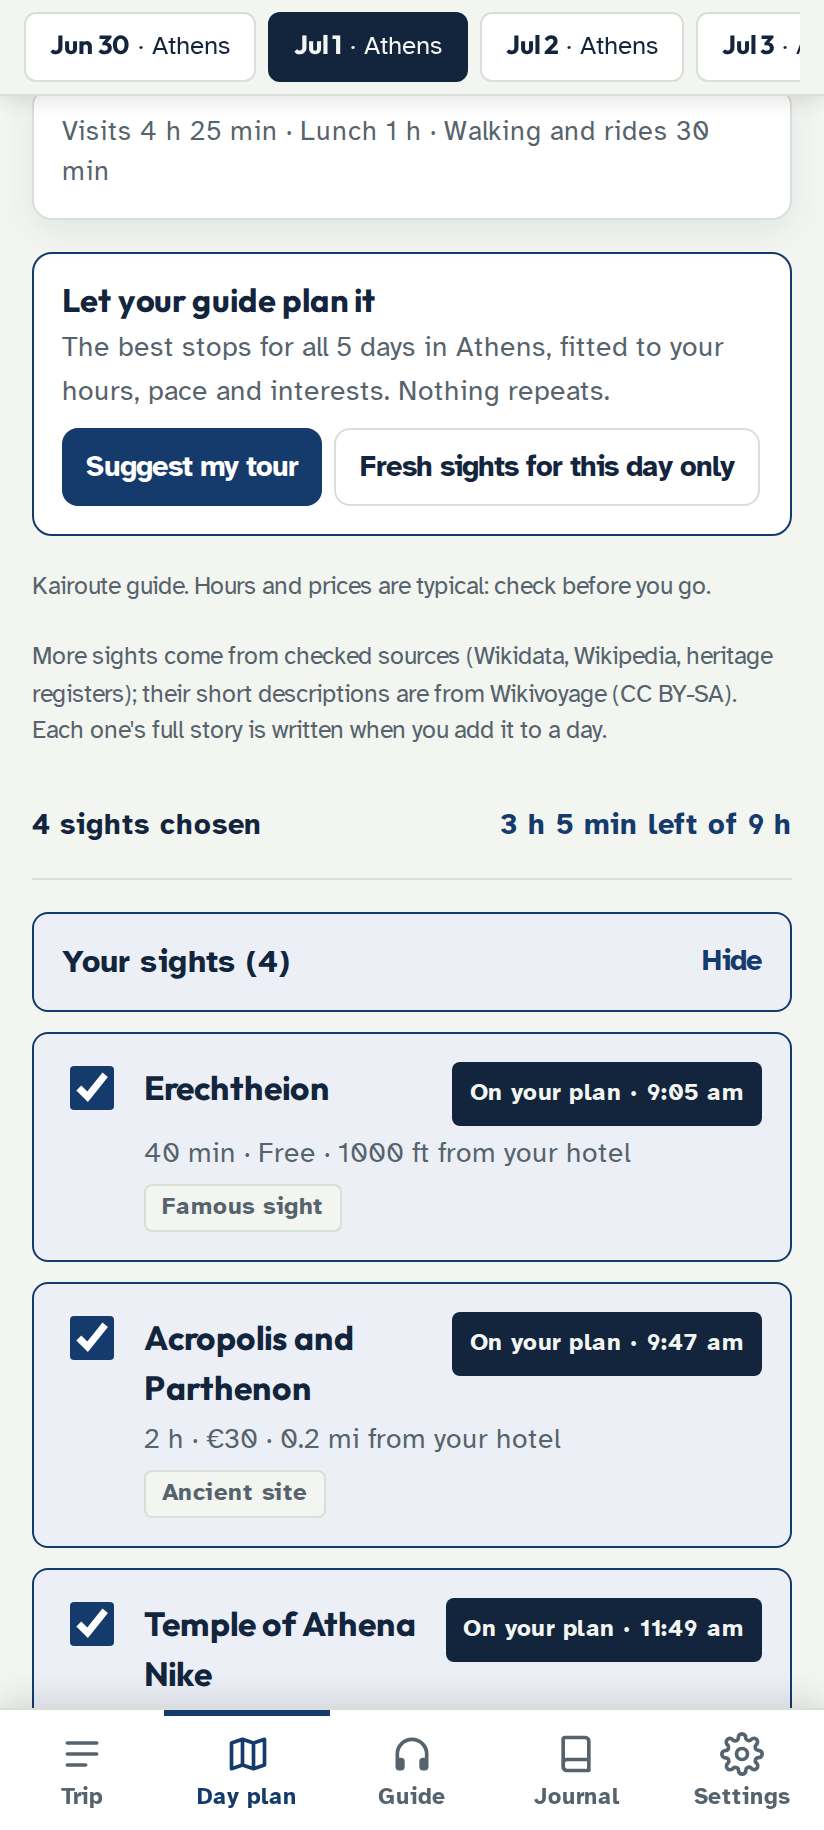 Jun 30 · Athens
Jul 1 · Athens
Jul 2 · Athens
Jul 3 ·
Visits 4 h 25 min · Lunch 1 h · Walking and rides 30
min
Let your guide plan it
The best stops for all 5 days in Athens, fitted to your
hours, pace and interests. Nothing repeats.
Suggest my tour
Fresh sights for this day only
Kairoute guide. Hours and prices are typical: check before you go.
More sights come from checked sources (Wikidata, Wikipedia, heritage
registers); their short descriptions are from Wikivoyage (CC BY-SA).
Each one's full story is written when you add it to a day.
4 sights chosen
3 h 5 min left of 9 h
Your sights (4)
Hide
Erechtheion
On your plan · 9:05 am
40 min · Free · 1000 ft from your hotel
Famous sight
Acropolis and
Parthenon
On your plan · 9:47 am
2 h · €30 · 0.2 mi from your hotel
Ancient site
Temple of Athena
Nike
On your plan · 11:49 am
Trip
Day plan
Guide
Journal
Settings